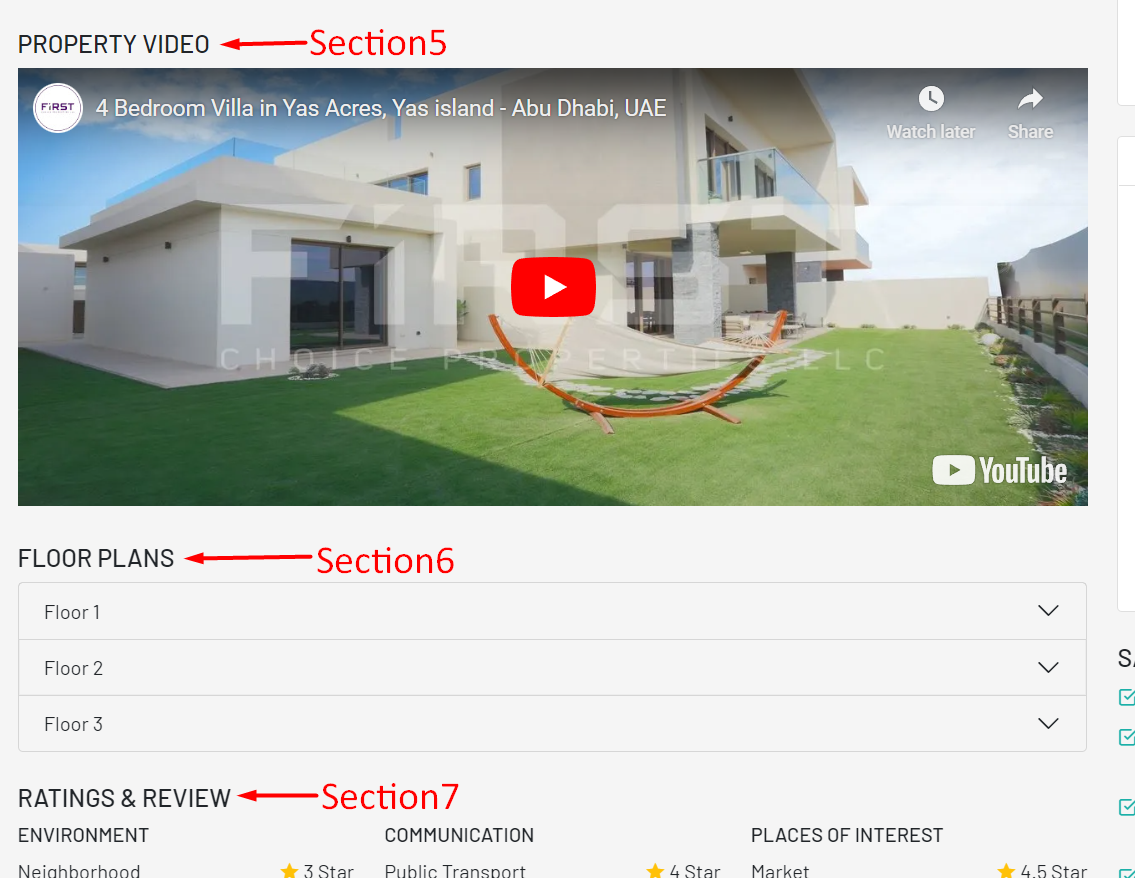 PROPERTY VIDEO Section5
FiRST
4 Bedroom Villa in Yas Acres, Yas island - Abu Dhabi, UAE
Watch later Share
FIRST
CHOICE PROPERTIES LLC
YouTube
FLOOR PLANS Section6
Floor 1
Floor 2
Floor 3
RATINGS & REVIEW Section7
ENVIRONMENT COMMUNICATION PLACES OF INTEREST
Neighborhood 3 Star Public Transport 4 Star Market 4.5 Star